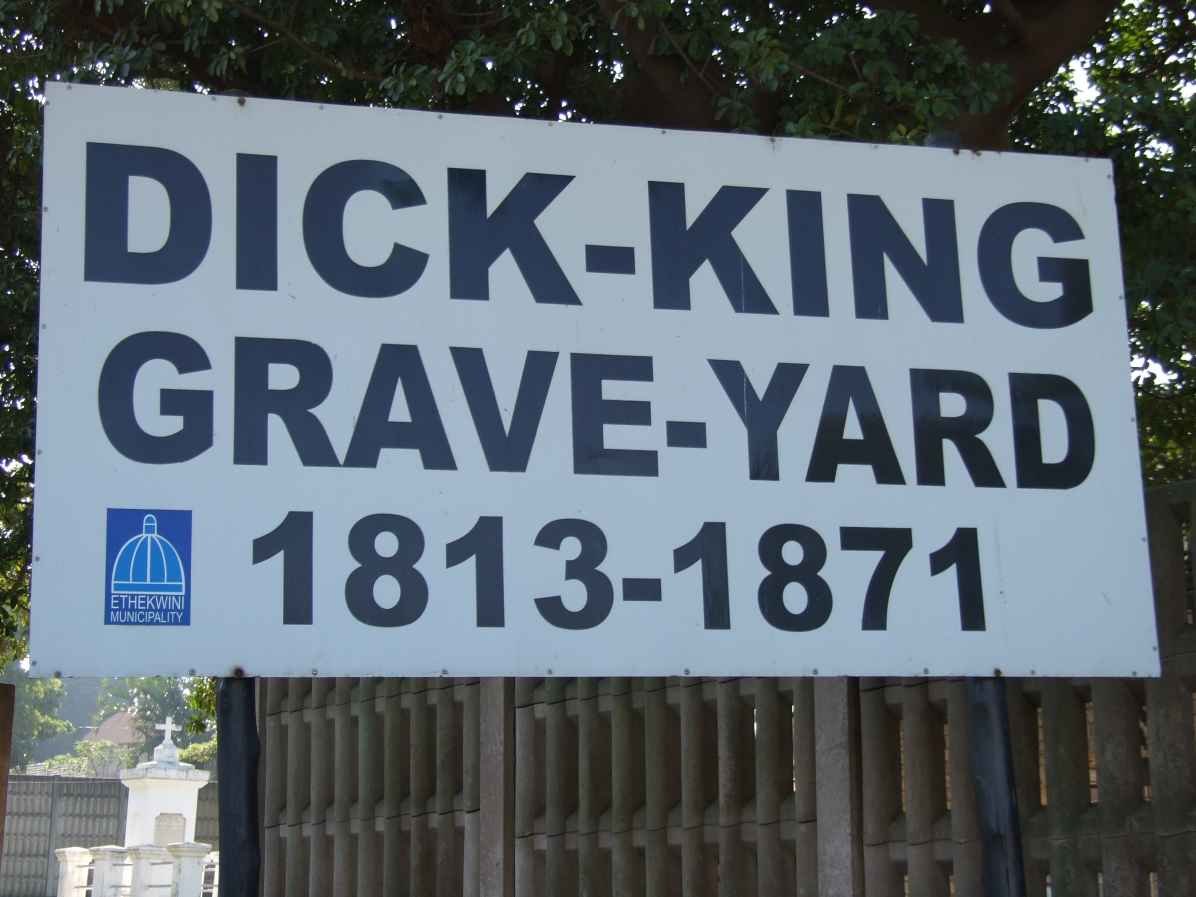 DICK-KING
GRAVE-YARD
1813-1871
ETHEKWINI
MUNICIPALITY